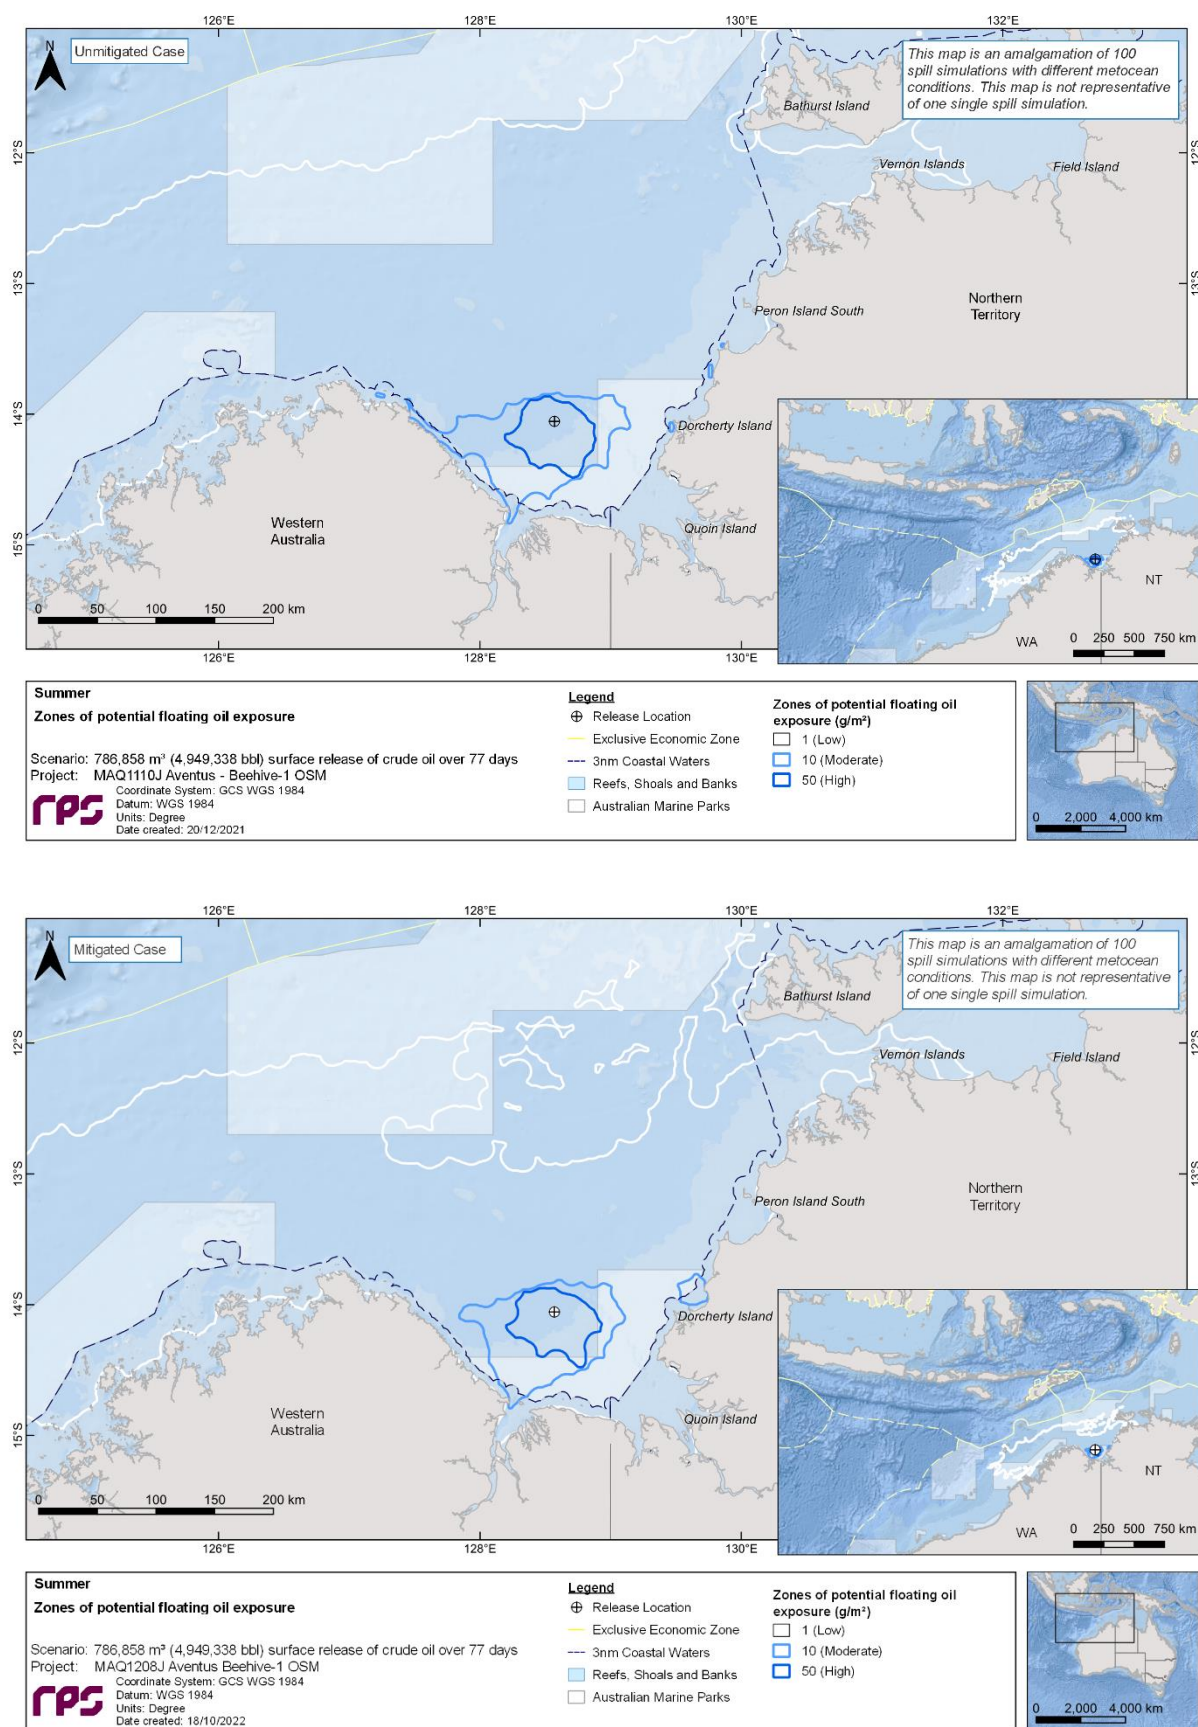 126°E
128°E
130°E
132°E
N
Unmitigated Case
This map is an amalgamation of 100
spill simulations with different metocean
conditions. This map is not representative
of one single spill simulation.
Bathurst Island
12°S
12°S
Vernon Islands
Field Island
13°S
13°S
Northern
Territory
Peron Island South
14°S
14°S
Dorcherty Island
Western
Australia
Quoin Island
15°S
NT
WA
0 50 100 150 200 km
0 250 500 750 km
126°E
128°E
130°E
Summer
Zones of potential floating oil exposure
Scenario: 786,858 m³ (4,949,338 bbl) surface release of crude oil over 77 days
Project: MAQ1110J Aventus - Beehive-1 OSM
Coordinate System: GCS WGS 1984
Datum: WGS 1984
Units: Degree
Date created: 20/12/2021
rps
Legend
Release Location
Exclusive Economic Zone
3nm Coastal Waters
Reefs, Shoals and Banks
Australian Marine Parks
Zones of potential floating oil
exposure (g/m²)
1 (Low)
10 (Moderate)
50 (High)
0 2,000 4,000 km
126°E
128°E
130°E
132°E
N
Mitigated Case
This map is an amalgamation of 100
spill simulations with different metocean
conditions. This map is not representative
of one single spill simulation.
Bathurst Island
12°S
12°S
Vernon Islands
Field Island
13°S
13°S
Northern
Territory
Peron Island South
14°S
14°S
Dorcherty Island
Western
Australia
Quoin Island
15°S
NT
WA
0 50 100 150 200 km
0 250 500 750 km
126°E
128°E
130°E
Summer
Zones of potential floating oil exposure
Scenario: 786,858 m³ (4,949,338 bbl) surface release of crude oil over 77 days
Project: MAQ1208J Aventus Beehive-1 OSM
Coordinate System: GCS WGS 1984
Datum: WGS 1984
Units: Degree
Date created: 18/10/2022
rps
Legend
Release Location
Exclusive Economic Zone
3nm Coastal Waters
Reefs, Shoals and Banks
Australian Marine Parks
Zones of potential floating oil
exposure (g/m²)
1 (Low)
10 (Moderate)
50 (High)
0 2,000 4,000 km